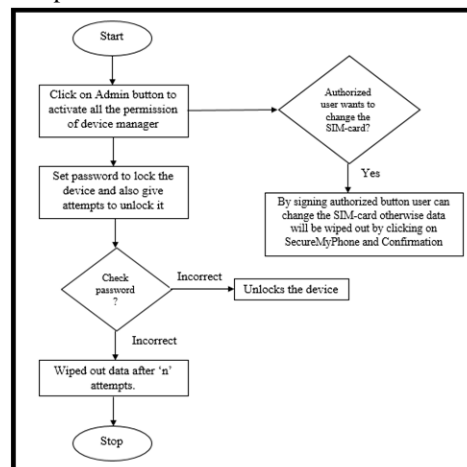 Start
Click on Admin button to
activate all the permission
of device manager
Authorized
user wants to
change the
SIM-card?
Yes
Set password to lock the
device and also give
attempts to unlock it
By signing authorized button user can
change the SIM-card otherwise data
will be wiped out by clicking on
SecureMyPhone and Confirmation
Check
password
?
Incorrect
Unlocks the device
Incorrect
Wiped out data after ‘n’
attempts.
Stop